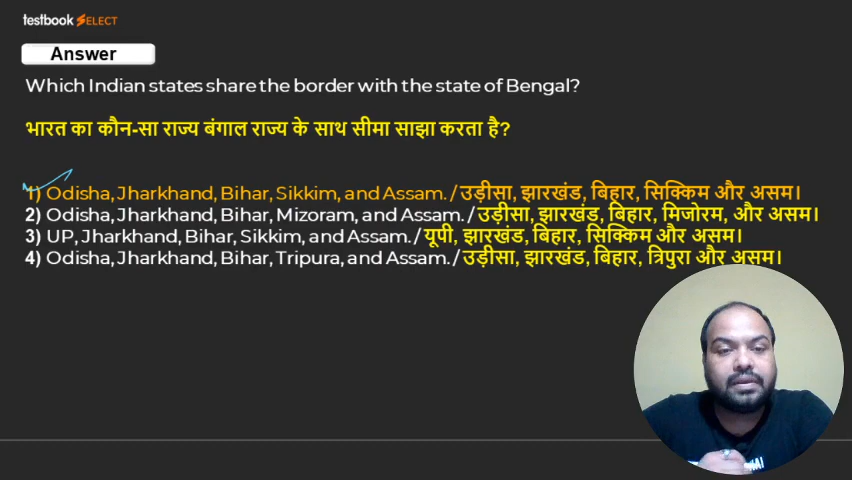 testbook SELECT
Answer
Which Indian states share the border with the state of Bengal?
भारत का कौन-सा राज्य बंगाल राज्य के साथ सीमा साझा करता है?
1) Odisha, Jharkhand, Bihar, Sikkim, and Assam. / उड़ीसा, झारखंड, बिहार, सिक्किम और असम।
2) Odisha, Jharkhand, Bihar, Mizoram, and Assam. / उड़ीसा, झारखंड, बिहार, मिजोरम, और असम।
3) UP, Jharkhand, Bihar, Sikkim, and Assam. / यूपी, झारखंड, बिहार, सिक्किम और असम।
4) Odisha, Jharkhand, Bihar, Tripura, and Assam. / उड़ीसा, झारखंड, बिहार, त्रिपुरा और असम।